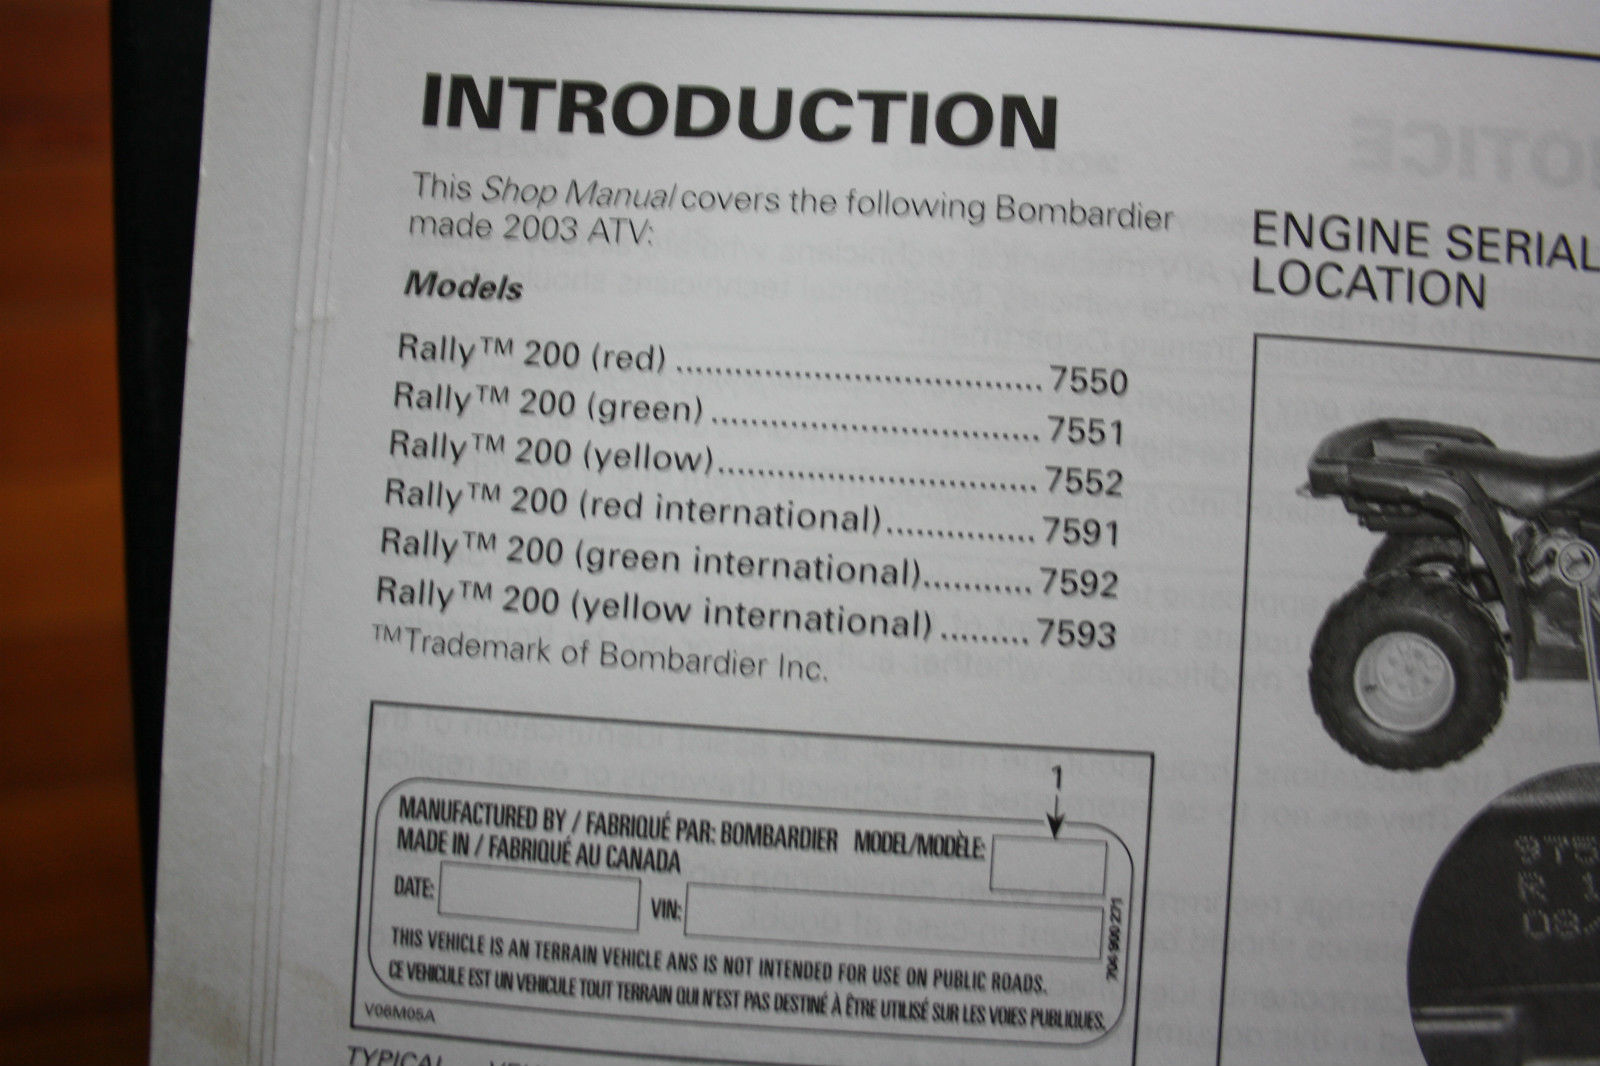 INTRODUCTION
This Shop Manual covers the following Bombardier
made 2003 ATV:
Models
Rally™ 200 (red) ..................................... 7550
Rally™ 200 (green) ................................. 7551
Rally™ 200 (yellow)................................ 7552
Rally™ 200 (red international)............... 7591
Rally™ 200 (green international)........... 7592
Rally™ 200 (yellow international) ......... 7593
™Trademark of Bombardier Inc.
1
MANUFACTURED BY / FABRIQUÉ PAR: BOMBARDIER MODEL/MODÈLE:
MADE IN / FABRIQUÉ AU CANADA
DATE: VIN:
THIS VEHICLE IS AN TERRAIN VEHICLE ANS IS NOT INTENDED FOR USE ON PUBLIC ROADS.
CE VEHICULE EST UN VEHICULE TOUT TERRAIN QUI N'EST PAS DESTINÉ À ÊTRE UTILISÉ SUR LES VOIES PUBLIQUES.
704 900 271
V06M05A
TYPICAL
ENGINE SERIAL
LOCATION